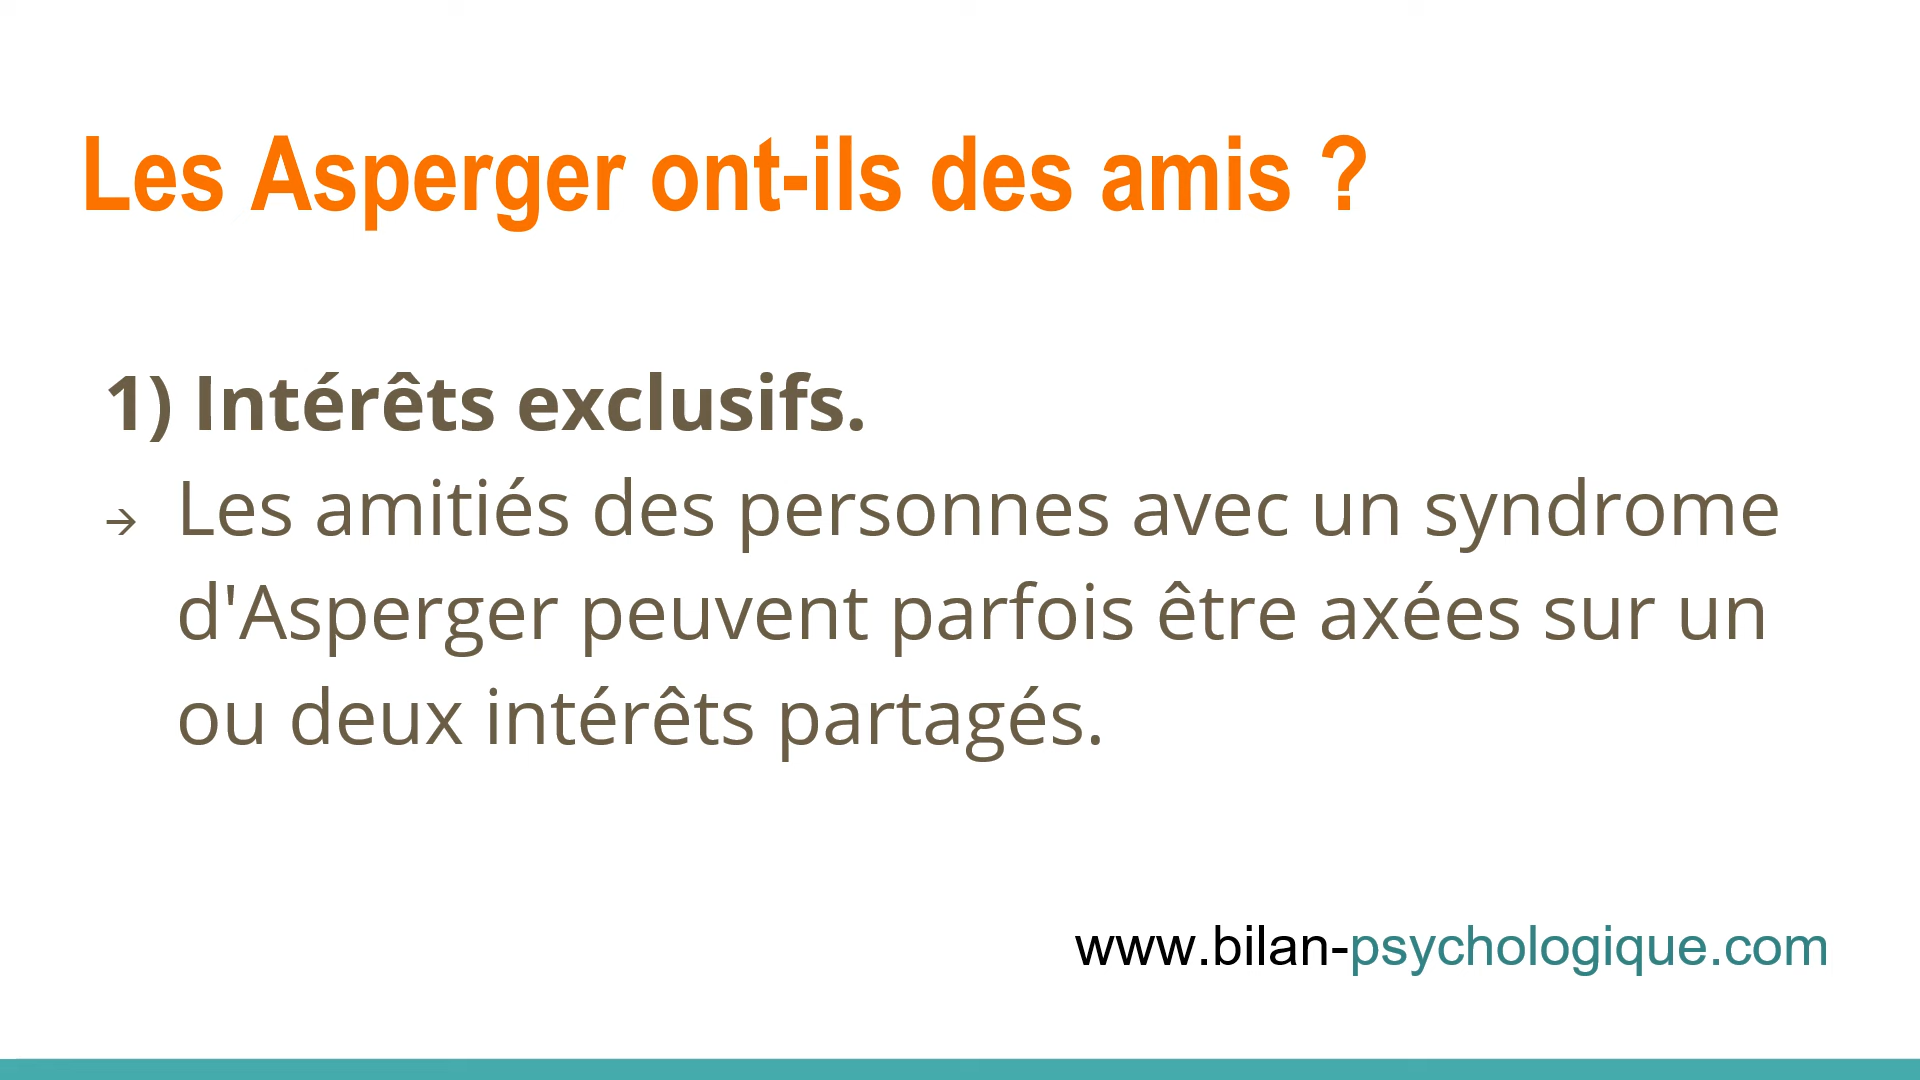 Les Asperger ont-ils des amis ?
1) Intérêts exclusifs.
→ Les amitiés des personnes avec un syndrome
d'Asperger peuvent parfois être axées sur un
ou deux intérêts partagés.
www.bilan-psychologique.com